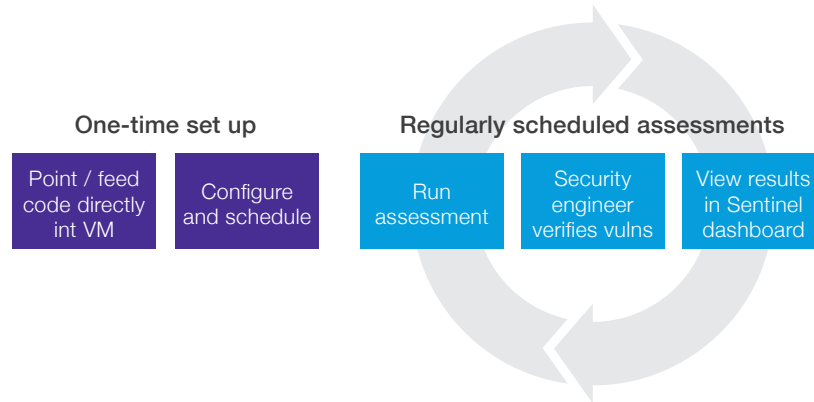 One-time set up
Regularly scheduled assessments
Point / feed
code directly
int VM
Configure
and schedule
Run
assessment
Security
engineer
verifies vulns
View results
in Sentinel
dashboard